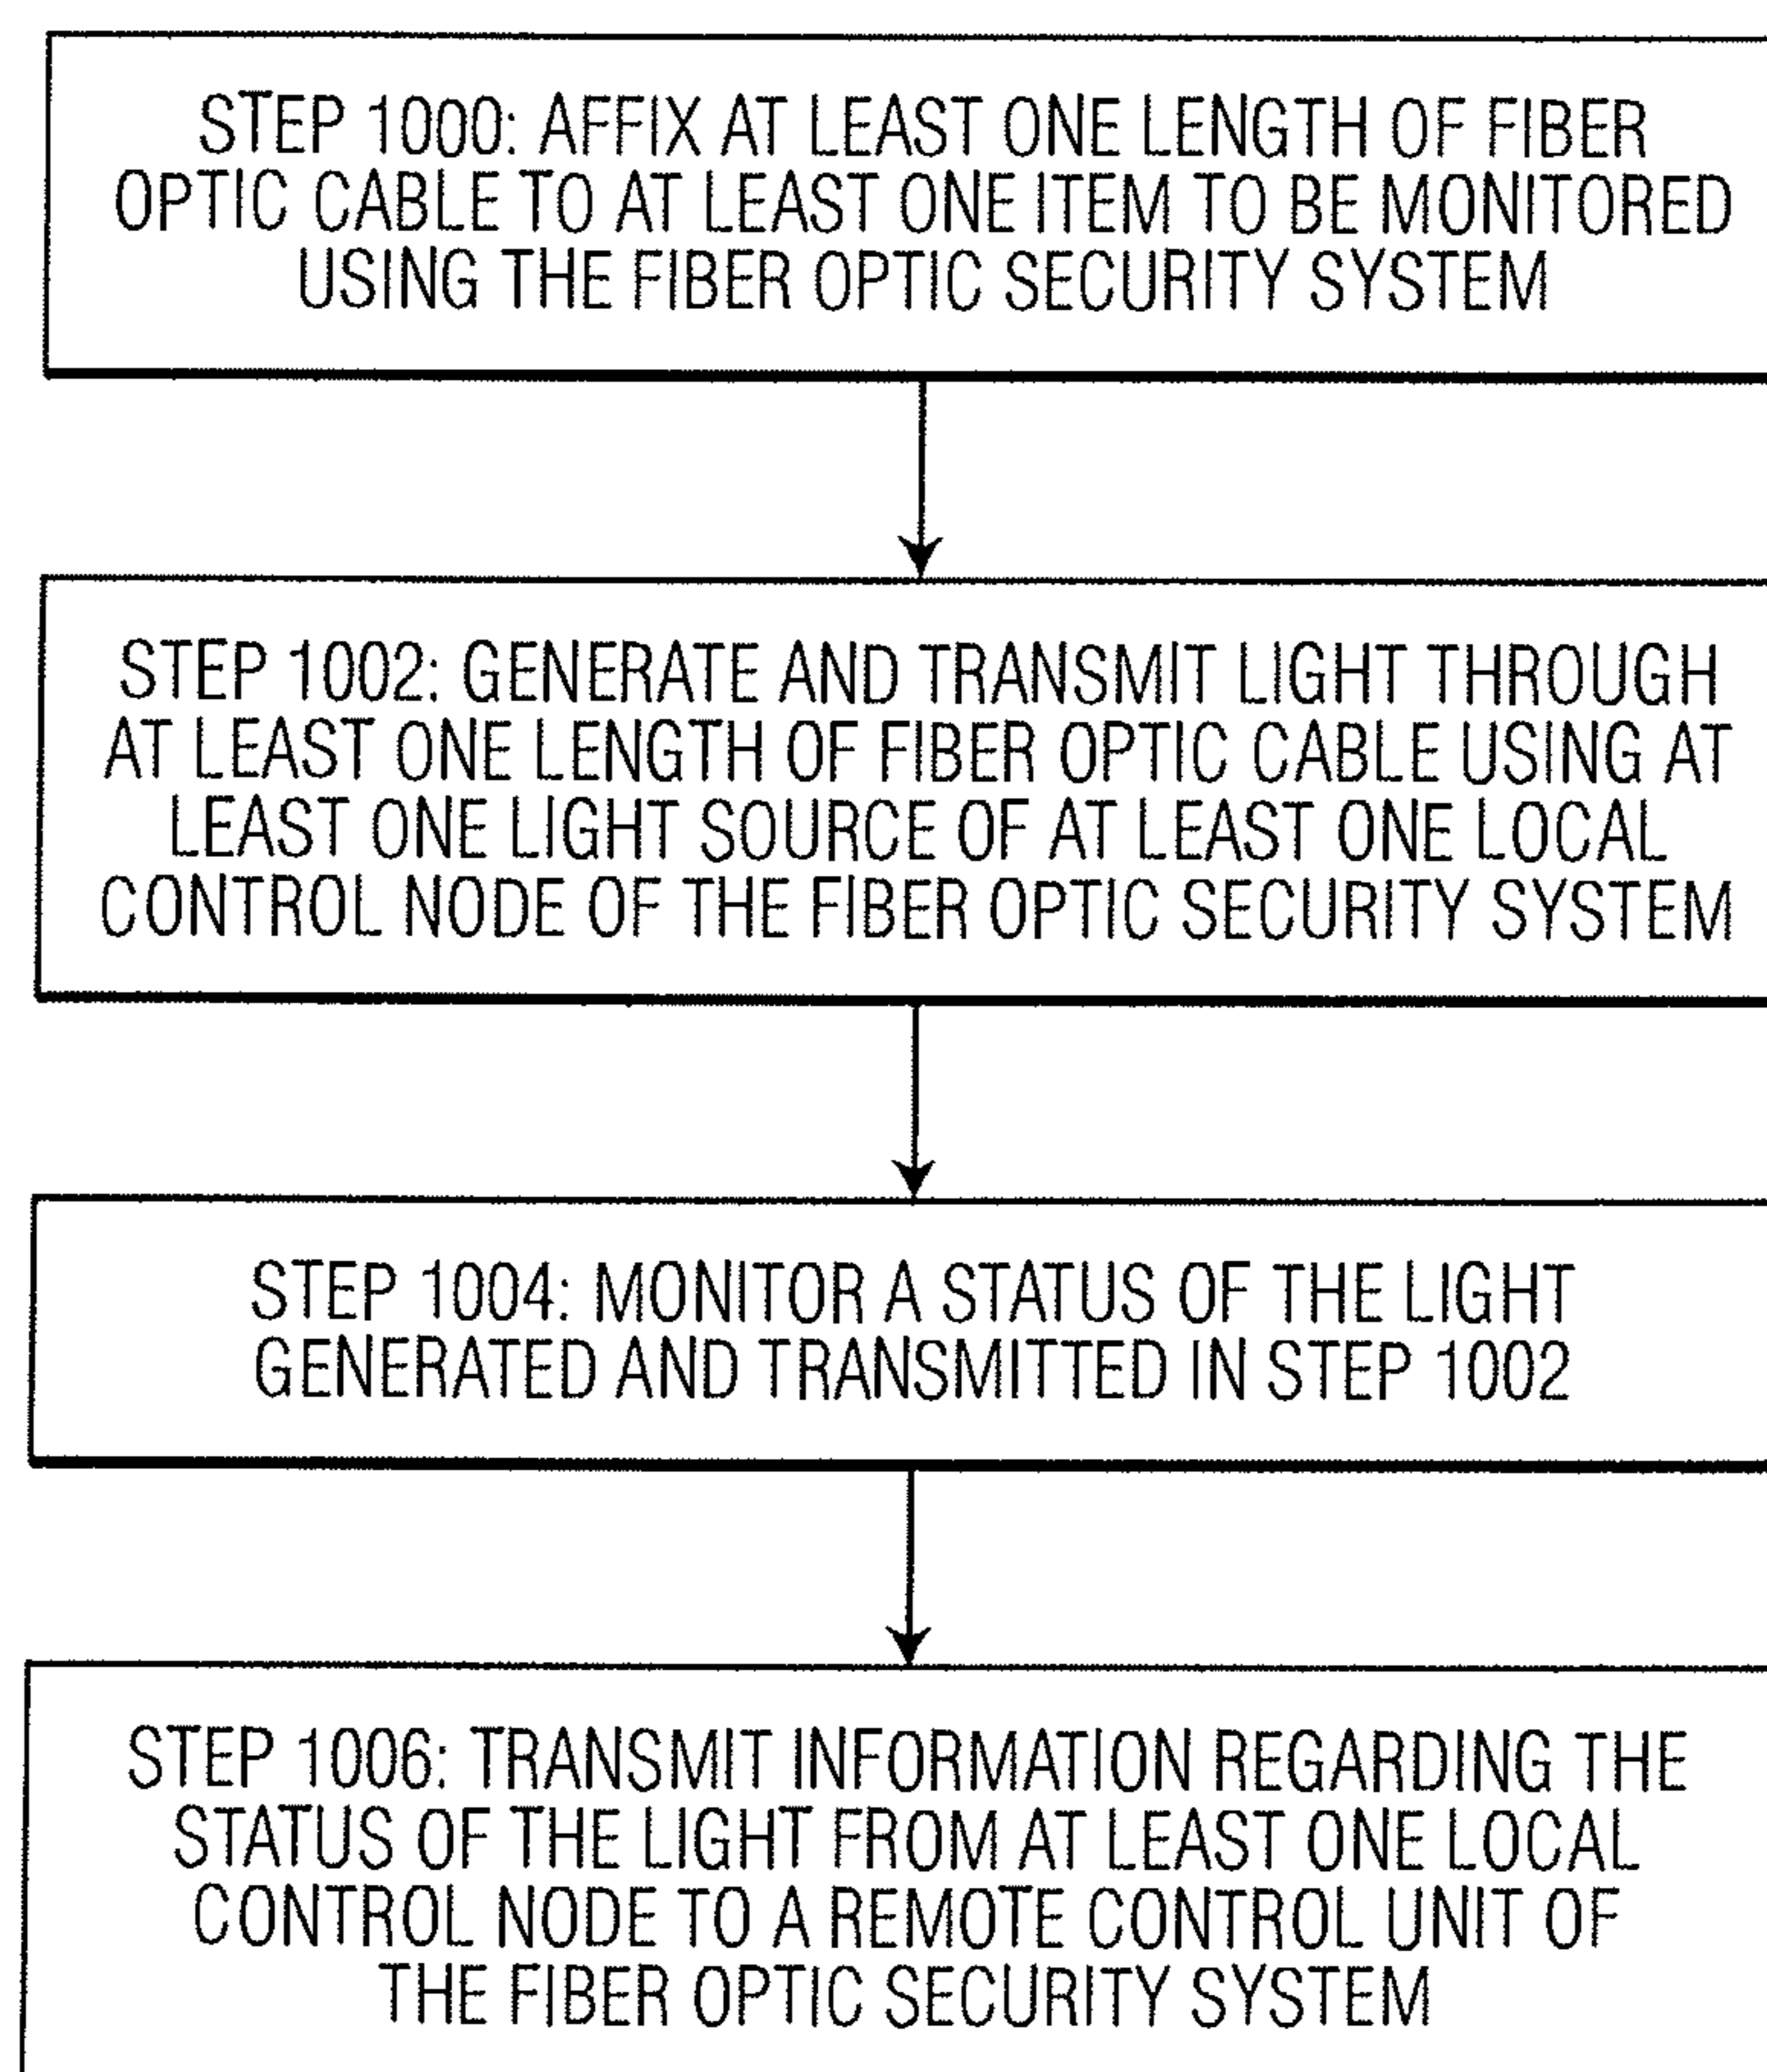 STEP 1000: AFFIX AT LEAST ONE LENGTH OF FIBER
OPTIC CABLE TO AT LEAST ONE ITEM TO BE MONITORED
USING THE FIBER OPTIC SECURITY SYSTEM
STEP 1002: GENERATE AND TRANSMIT LIGHT THROUGH
AT LEAST ONE LENGTH OF FIBER OPTIC CABLE USING AT
LEAST ONE LIGHT SOURCE OF AT LEAST ONE LOCAL
CONTROL NODE OF THE FIBER OPTIC SECURITY SYSTEM
STEP 1004: MONITOR A STATUS OF THE LIGHT
GENERATED AND TRANSMITTED IN STEP 1002
STEP 1006: TRANSMIT INFORMATION REGARDING THE
STATUS OF THE LIGHT FROM AT LEAST ONE LOCAL
CONTROL NODE TO A REMOTE CONTROL UNIT OF
THE FIBER OPTIC SECURITY SYSTEM